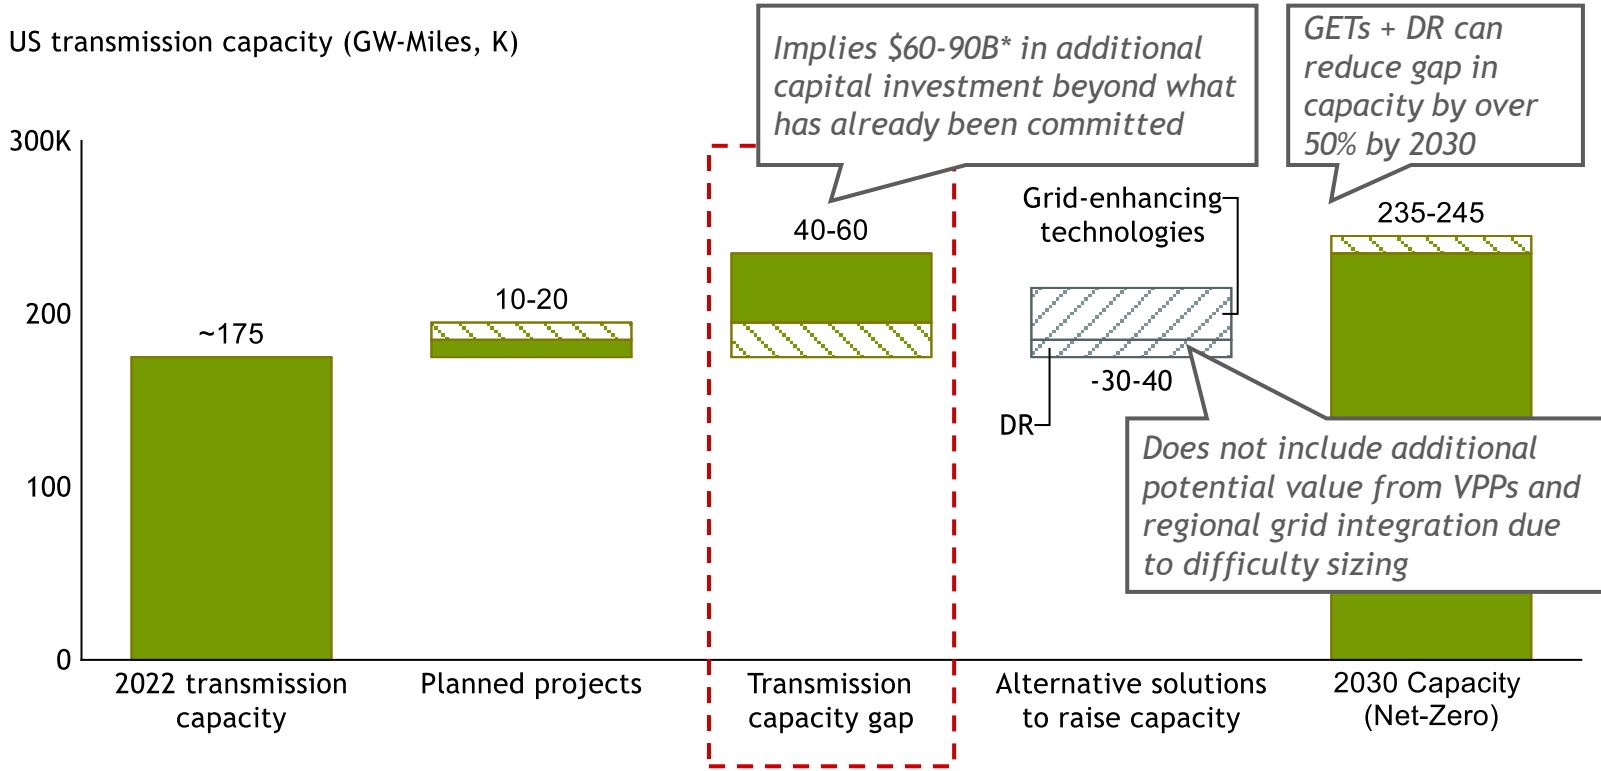 US transmission capacity (GW-Miles, K)
Implies $60-90B* in additional
capital investment beyond what
has already been committed
GETs + DR can
reduce gap in
capacity by over
50% by 2030
300K
200
100
0
~175
10-20
40-60
Grid-enhancing
technologies
-30-40
DR
235-245
Does not include additional
potential value from VPPs and
regional grid integration due
to difficulty sizing
2022 transmission
capacity
Planned projects
Transmission
capacity gap
Alternative solutions
to raise capacity
2030 Capacity
(Net-Zero)